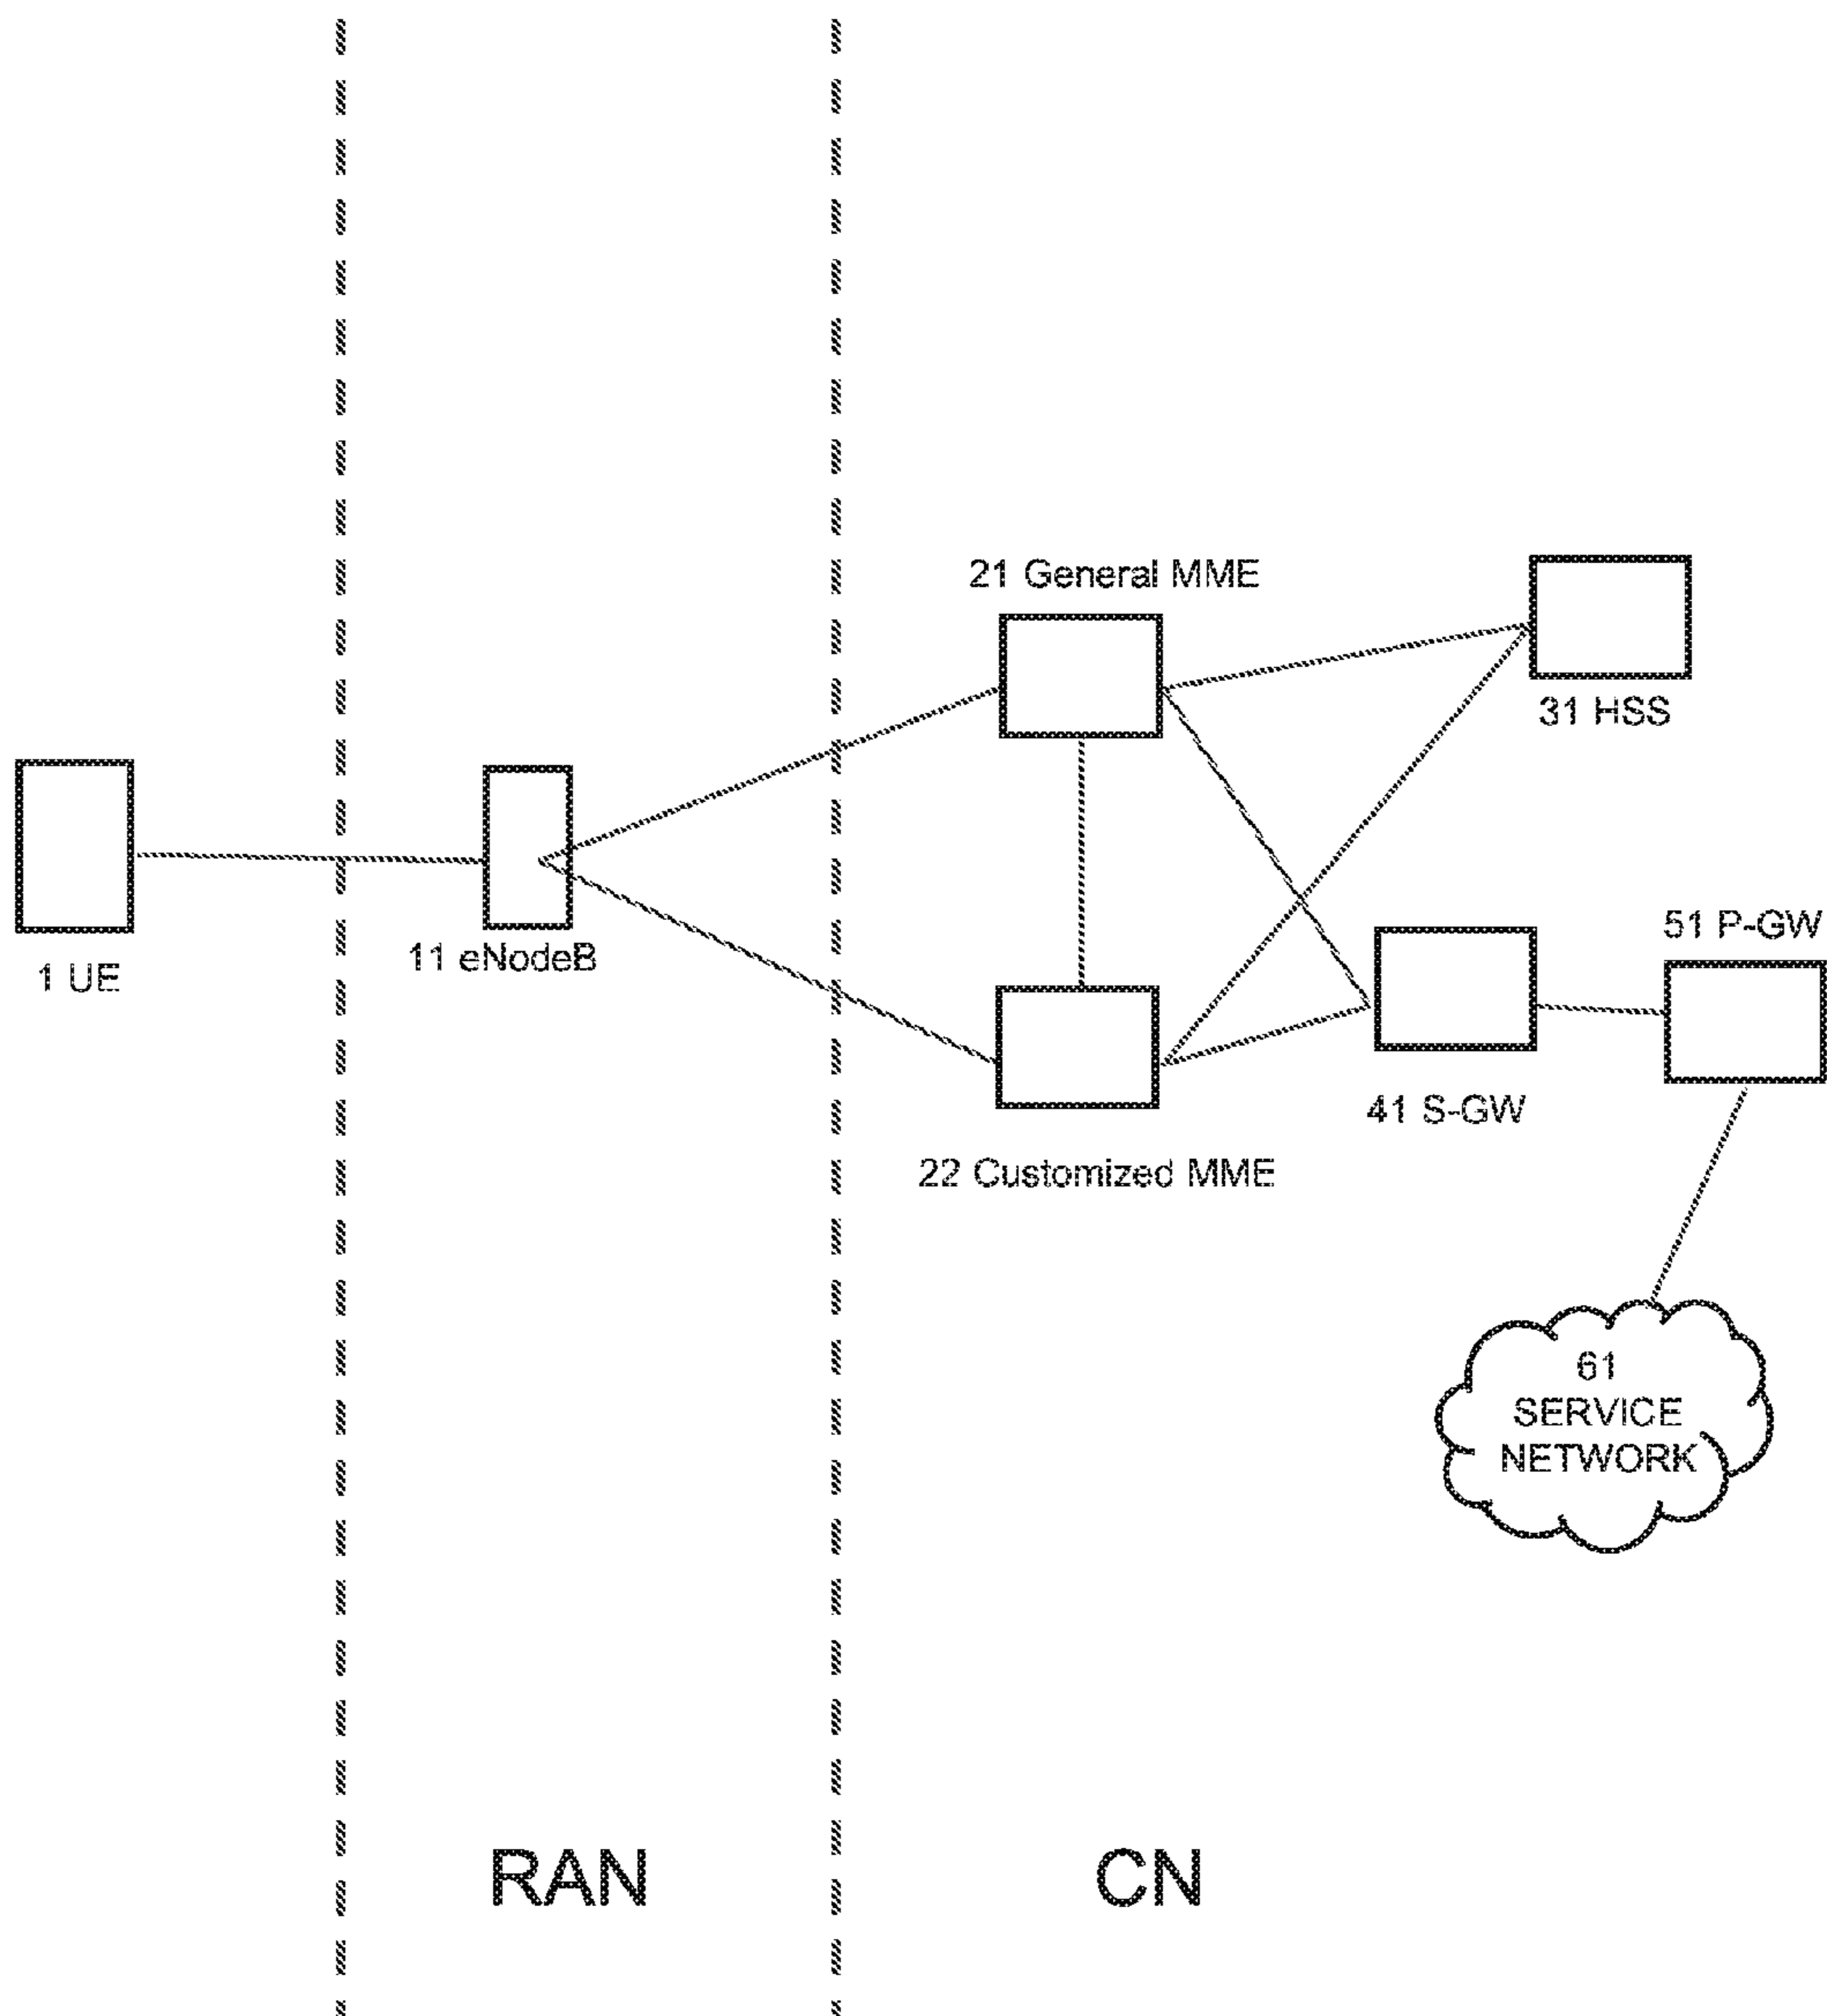 21 General MME
31 HSS
1 UE
11 eNodeB
51 P-GW
41 S-GW
22 Customized MME
61
SERVICE
NETWORK
RAN
CN